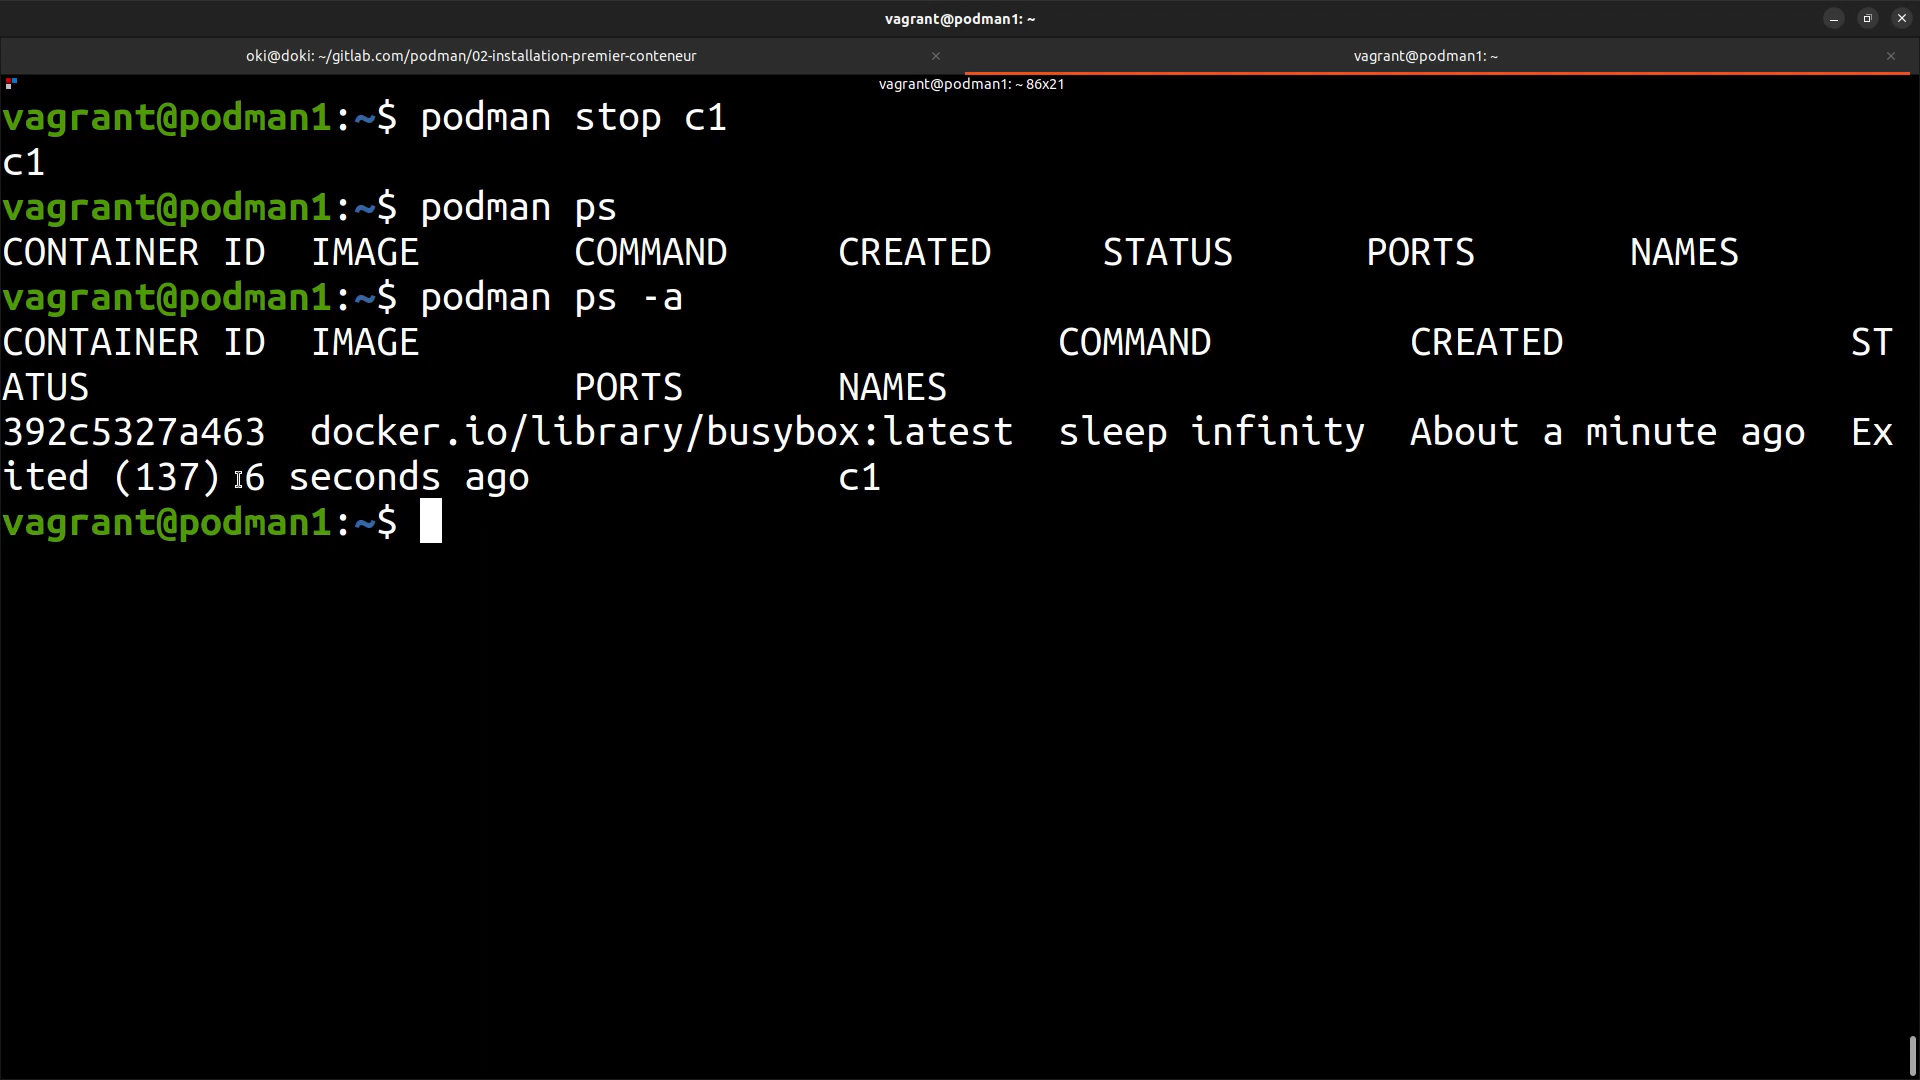 vagrant@podman1: ~
oki@doki: ~/gitlab.com/podman/02-installation-premier-conteneur
vagrant@podman1: ~
vagrant@podman1: ~ 86x21
vagrant@podman1:~$ podman stop c1
c1
vagrant@podman1:~$ podman ps
CONTAINER ID  IMAGE       COMMAND     CREATED     STATUS      PORTS       NAMES
vagrant@podman1:~$ podman ps -a
CONTAINER ID  IMAGE                             COMMAND         CREATED             ST
ATUS                      PORTS       NAMES
392c5327a463  docker.io/library/busybox:latest  sleep infinity  About a minute ago  Ex
ited (137) 6 seconds ago              c1
vagrant@podman1:~$